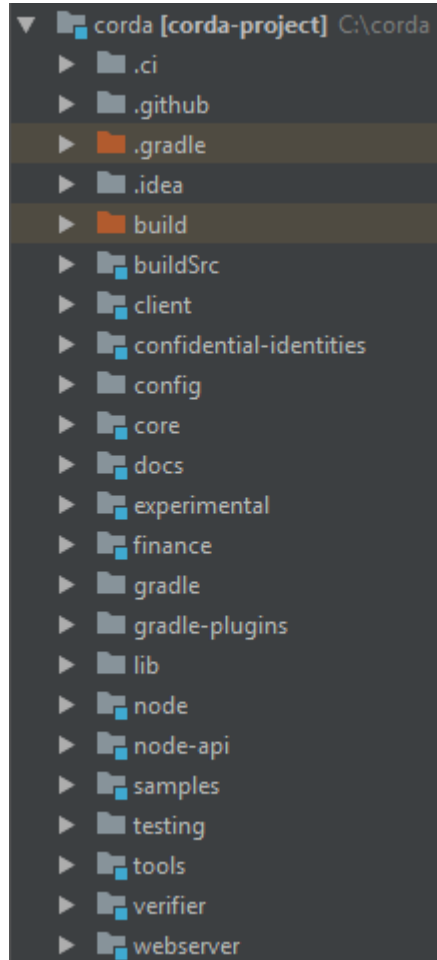 corda [corda-project] C:\corda
.ci
.github
.gradle
.idea
build
buildSrc
client
confidential-identities
config
core
docs
experimental
finance
gradle
gradle-plugins
lib
node
node-api
samples
testing
tools
verifier
webserver